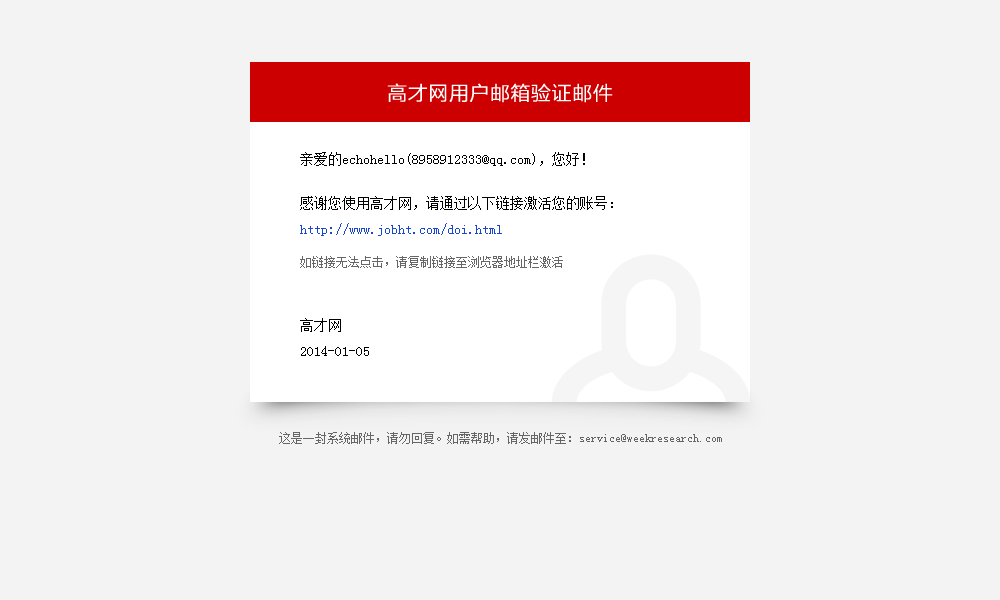 高才网用户邮箱验证邮件
亲爱的echohello(8958912333@qq.com)，您好！
感谢您使用高才网，请通过以下链接激活您的账号：
http://www.jobht.com/doi.html
如链接无法点击，请复制链接至浏览器地址栏激活
高才网
2014-01-05
这是一封系统邮件，请勿回复。如需帮助，请发邮件至：service@weekresearch.com